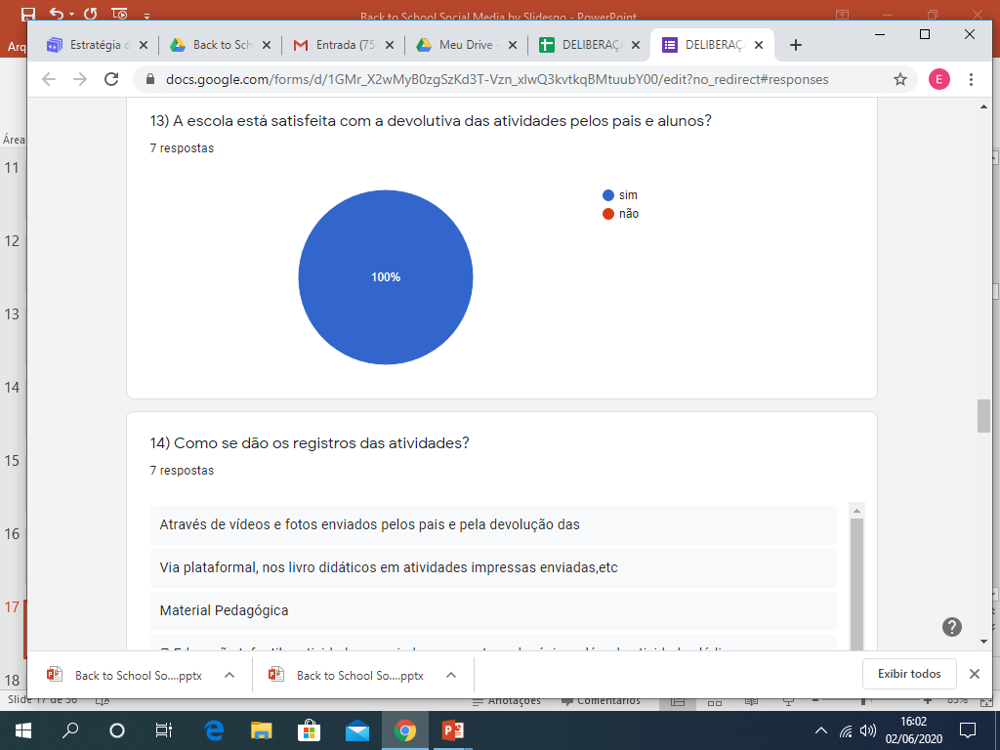 Back to School Social Media by Slidesgo - PowerPoint
Arq
Estratégia d
Back to Sch
Entrada (75
Meu Drive -
DELIBERAÇ
DELIBERAÇ
docs.google.com/forms/d/1GMr_X2wMyB0zgSzKd3T-Vzn_xlwQ3kvtkqBMtuubY00/edit?no_redirect#responses
E
Área
11
12
13
14
15
16
17
18
13) A escola está satisfeita com a devolutiva das atividades pelos pais e alunos?
7 respostas
sim
não
100%
14) Como se dão os registros das atividades?
7 respostas
Através de vídeos e fotos enviados pelos pais e pela devolução das
Via plataformal, nos livro didáticos em atividades impressas enviadas,etc
Material Pedagógica
Back to School So....pptx
Back to School So....pptx
Exibir todos
Slide 17 de 36
Anotações
Comentários
83%
16:02
02/06/2020